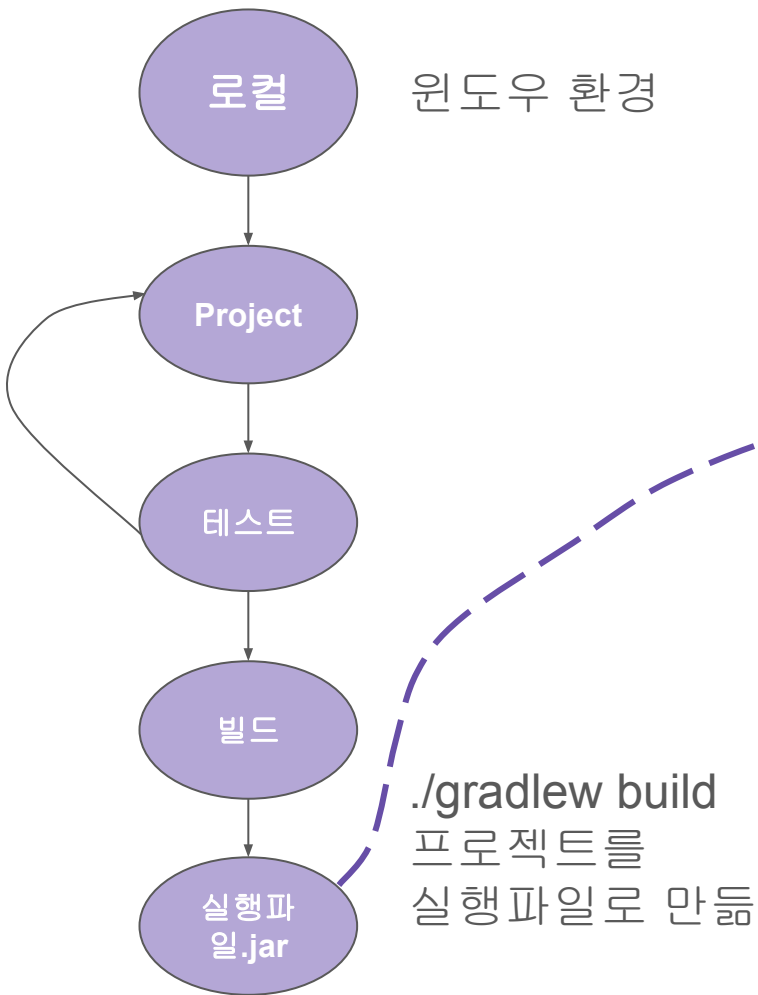 로컬
윈도우 환경
Project
테스트
빌드
./gradlew build
프로젝트를
실행파일로 만듦
실행파
일.jar